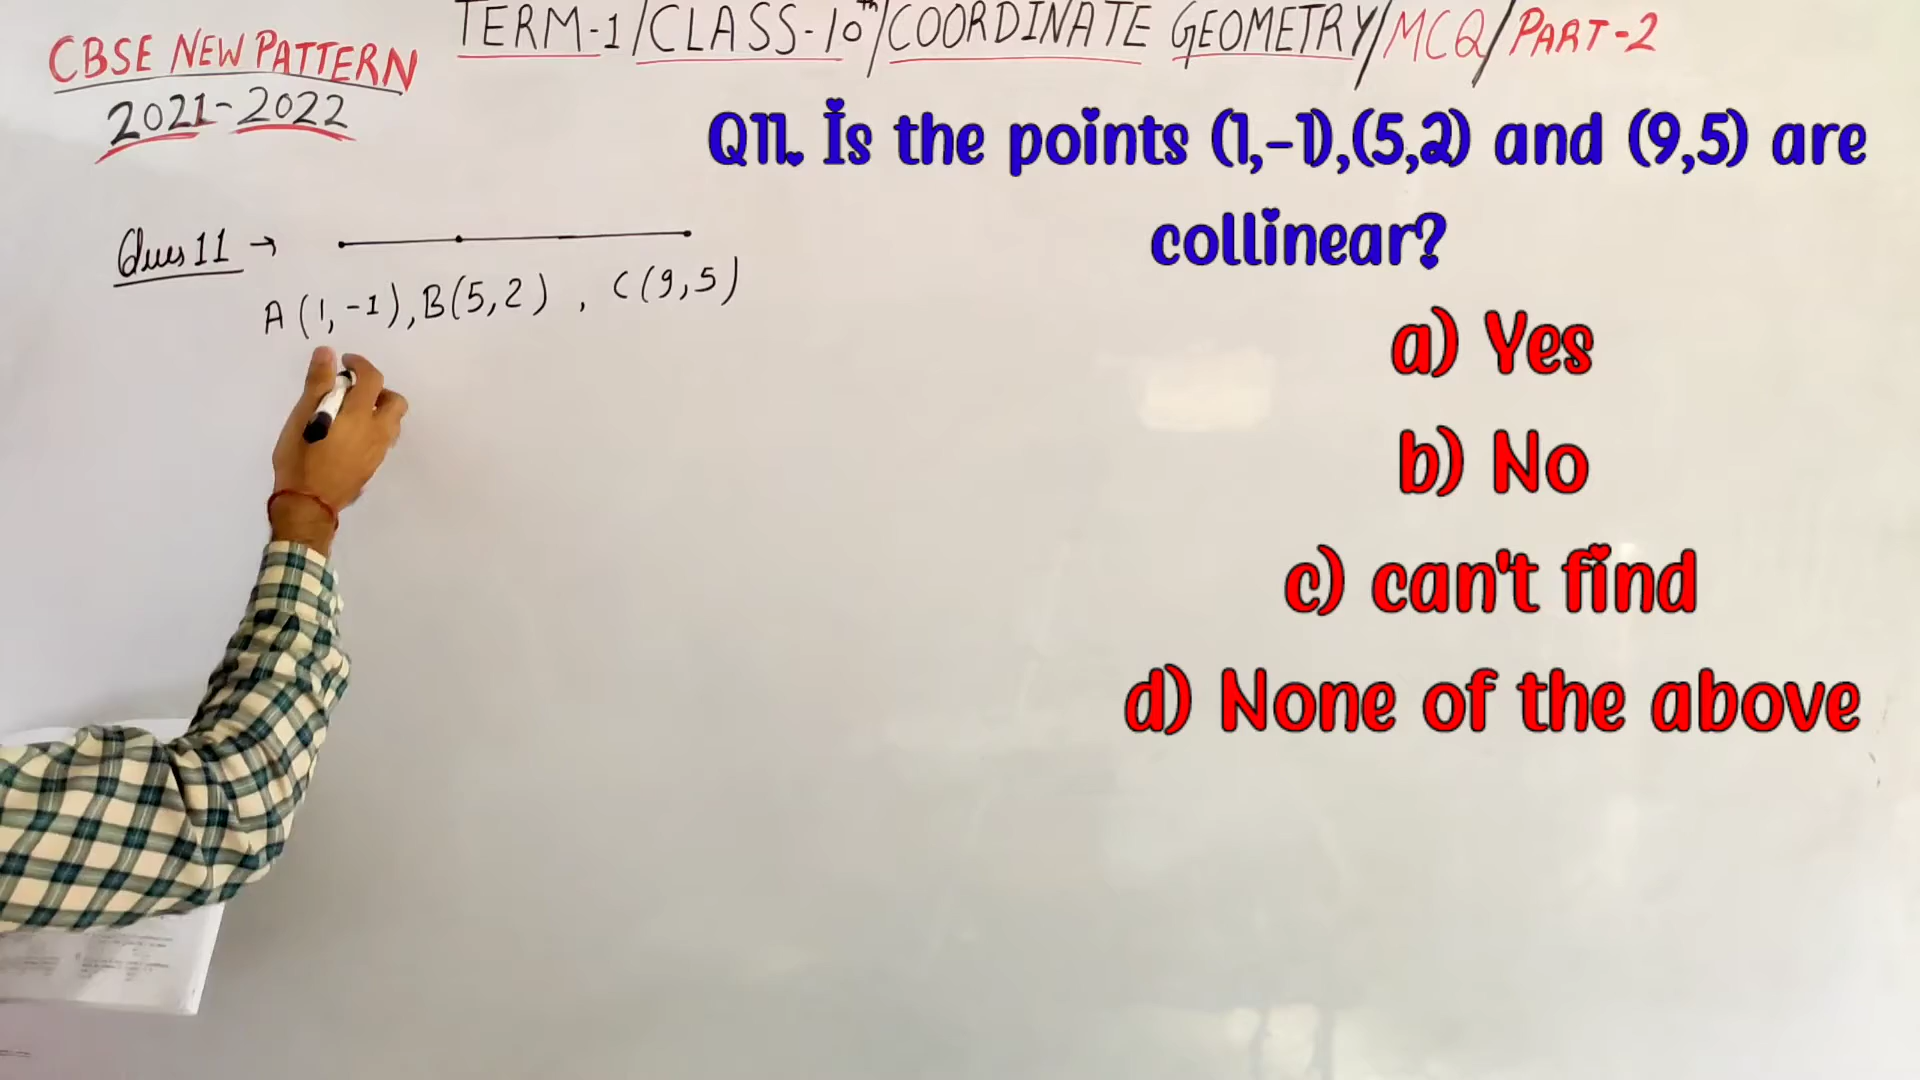 CBSE NEW PATTERN
2021-2022
TERM-1/CLASS-10th/COORDINATE GEOMETRY/MCQ/PART-2
Q11. Is the points (1,-1),(5,2) and (9,5) are
collinear?
a) Yes
b) No
c) can't find
d) None of the above
Ques 11 →
A (1, -1), B(5, 2) , C(9, 5)